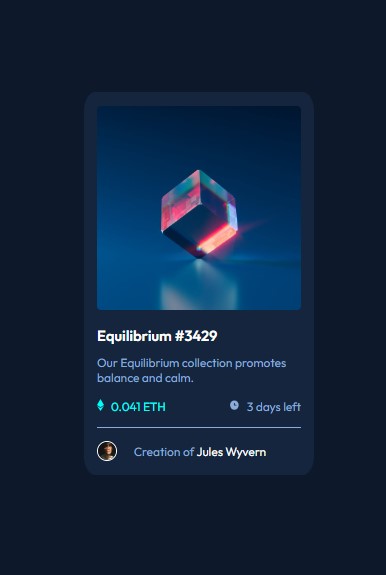 Equilibrium #3429
Our Equilibrium collection promotes
balance and calm.
0.041 ETH 3 days left
Creation of Jules Wyvern